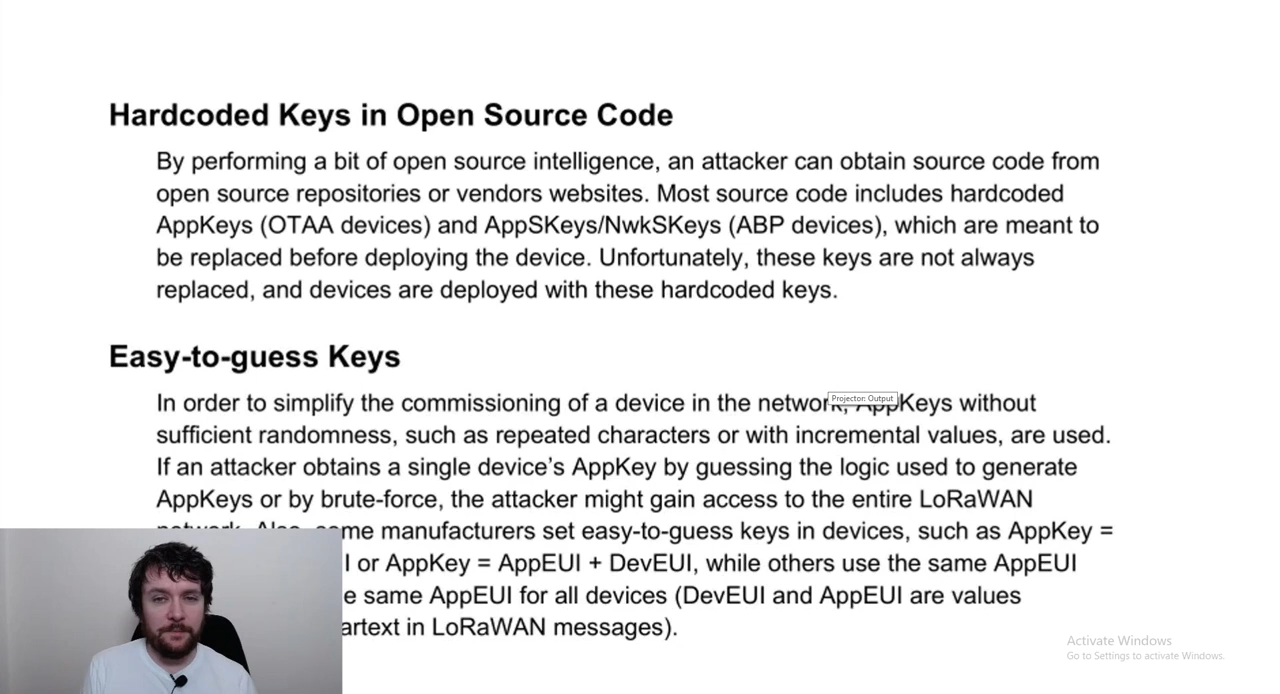 Hardcoded Keys in Open Source Code
By performing a bit of open source intelligence, an attacker can obtain source code from
open source repositories or vendors websites. Most source code includes hardcoded
AppKeys (OTAA devices) and AppSKeys/NwkSKeys (ABP devices), which are meant to
be replaced before deploying the device. Unfortunately, these keys are not always
replaced, and devices are deployed with these hardcoded keys.
Easy-to-guess Keys
Projector: Output
In order to simplify the commissioning of a device in the network, AppKeys without
sufficient randomness, such as repeated characters or with incremental values, are used.
If an attacker obtains a single device’s AppKey by guessing the logic used to generate
AppKeys or by brute-force, the attacker might gain access to the entire LoRaWAN
network. Also, some manufacturers set easy-to-guess keys in devices, such as AppKey =
I or AppKey = AppEUI + DevEUI, while others use the same AppEUI
e same AppEUI for all devices (DevEUI and AppEUI are values
artext in LoRaWAN messages).
Activate Windows
Go to Settings to activate Windows.